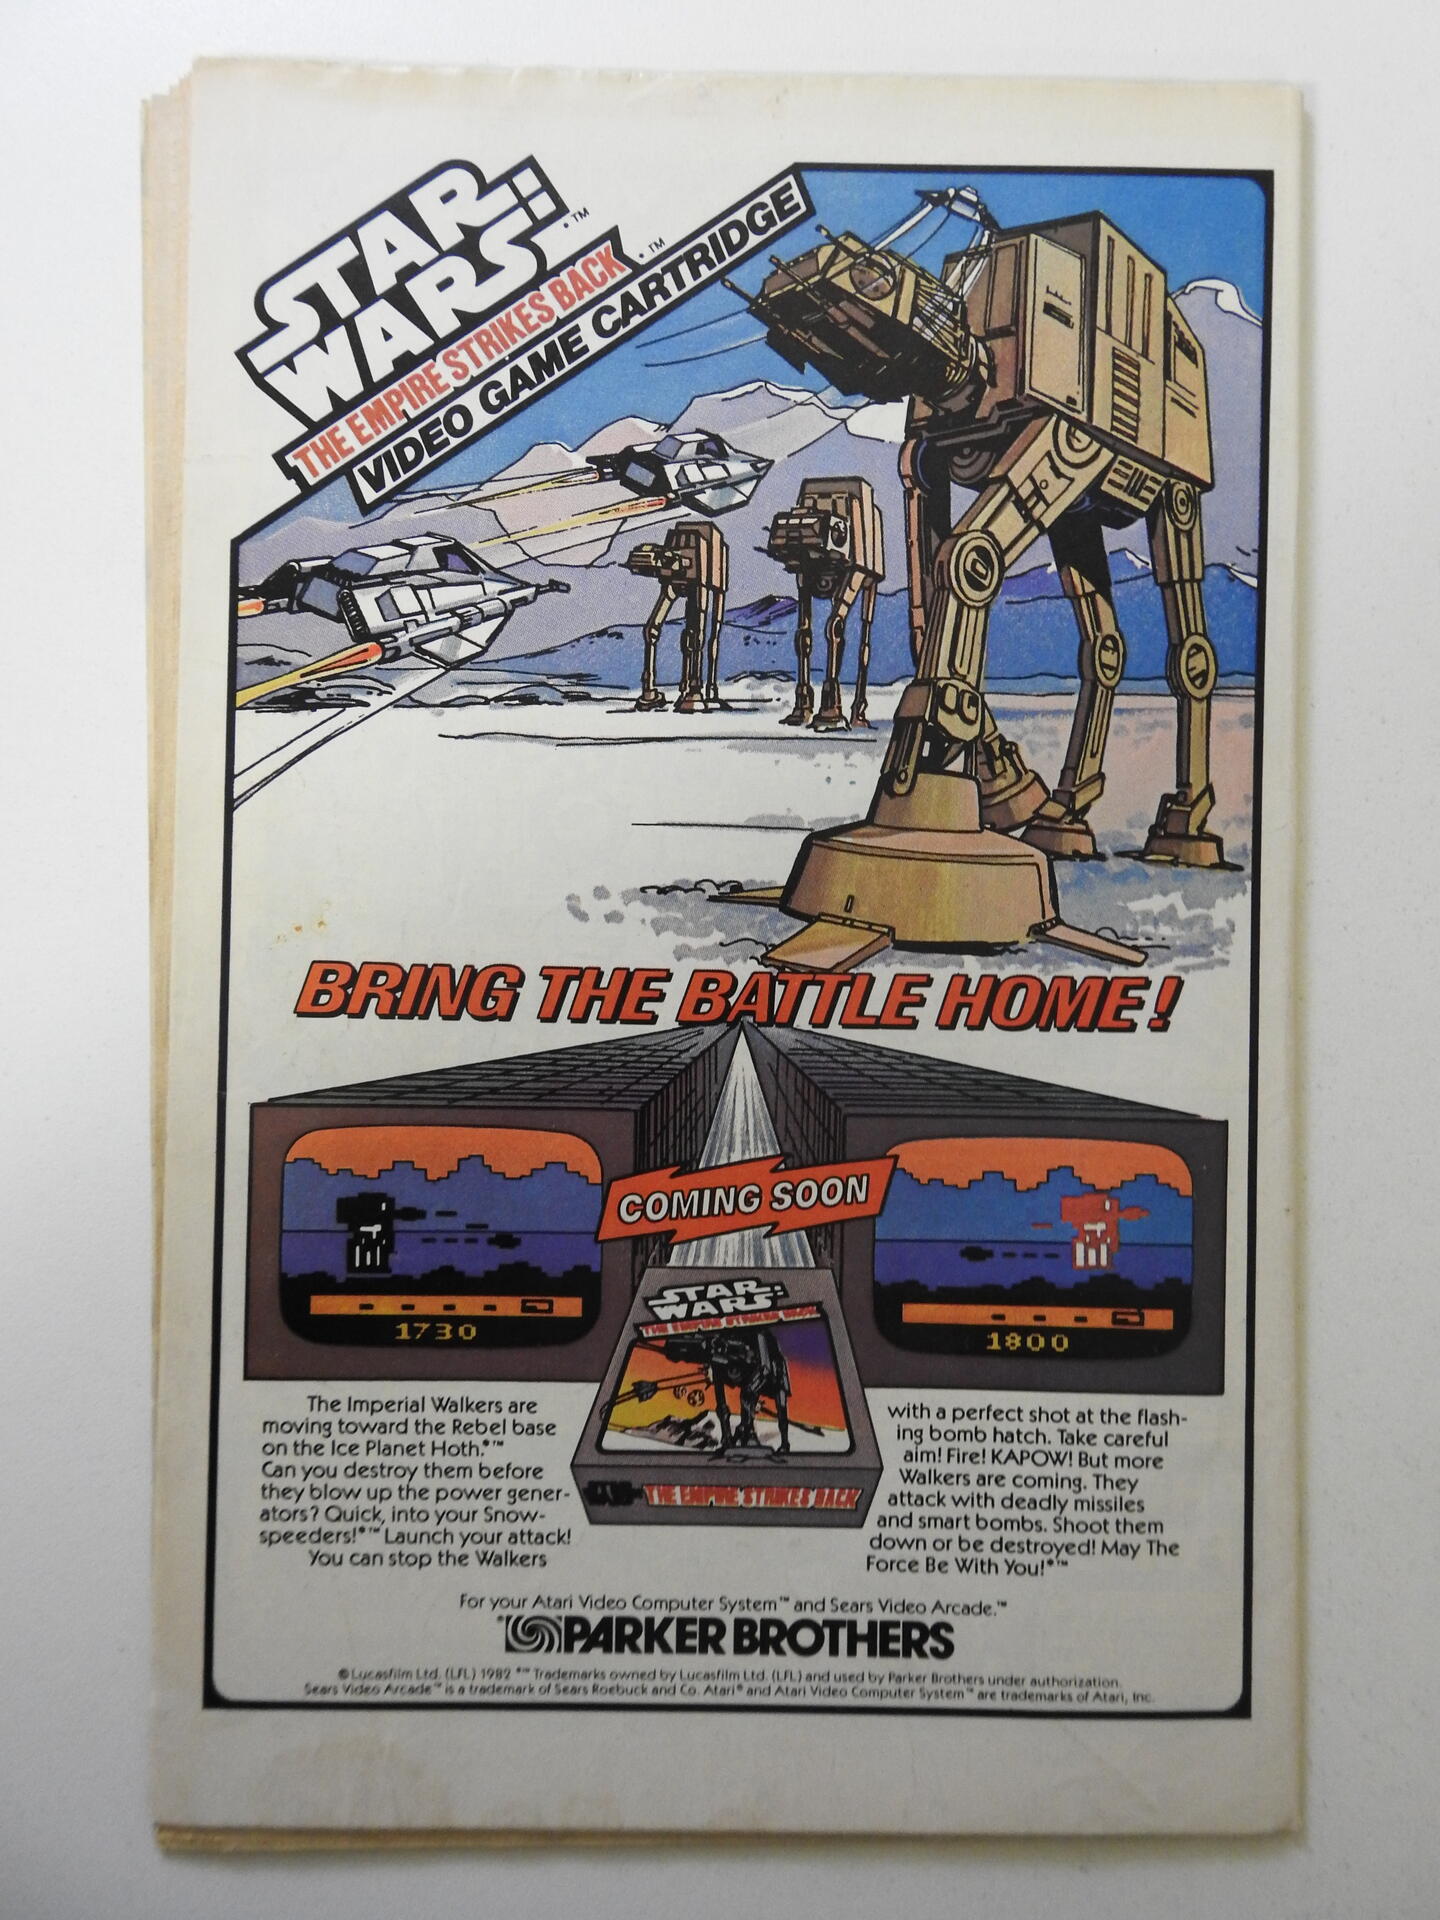 STAR
WARS:™
THE EMPIRE STRIKES BACK™
VIDEO GAME CARTRIDGE
BRING THE BATTLE HOME!
COMING SOON
1730
1800
STAR
WARS:
THE EMPIRE STRIKES BACK
THE EMPIRE STRIKES BACK
The Imperial Walkers are
moving toward the Rebel base
on the Ice Planet Hoth.*™
Can you destroy them before
they blow up the power gener-
ators? Quick, into your Snow-
speeders!*™ Launch your attack!
You can stop the Walkers
with a perfect shot at the flash-
ing bomb hatch. Take careful
aim! Fire! KAPOW! But more
Walkers are coming. They
attack with deadly missiles
and smart bombs. Shoot them
down or be destroyed! May The
Force Be With You!*™
For your Atari Video Computer System™ and Sears Video Arcade.™
PARKER BROTHERS
© Lucasfilm Ltd. (LFL) 1982 *™ Trademarks owned by Lucasfilm Ltd. (LFL) and used by Parker Brothers under authorization.
Sears Video Arcade™ is a trademark of Sears Roebuck and Co. Atari® and Atari Video Computer System™ are trademarks of Atari, Inc.